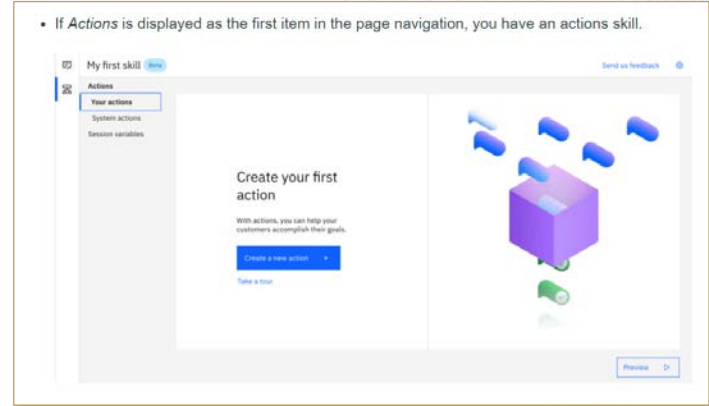 • If Actions is displayed as the first item in the page navigation, you have an actions skill.
My first skill Beta
Send us feedback
Actions
Your actions
System actions
Session variables
Create your first
action
With actions, you can help your
customers accomplish their goals.
Create a new action +
Take a tour
Preview